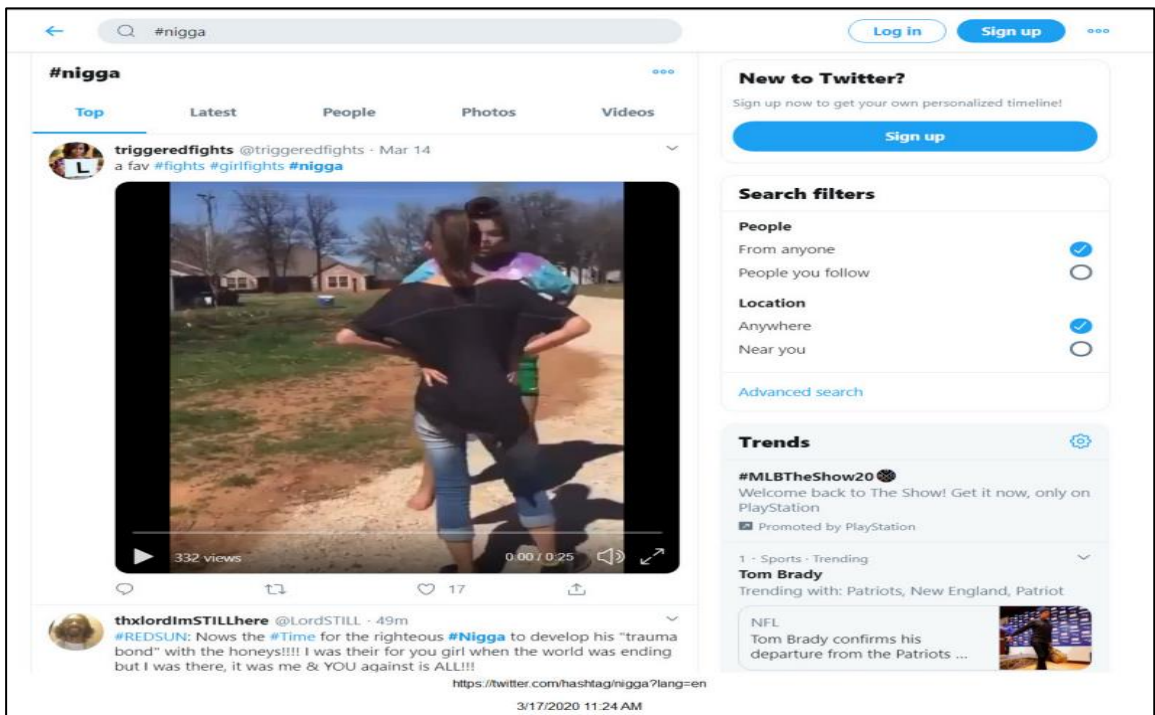 #nigga
Log in
Sign up
#nigga
Top
Latest
People
Photos
Videos
triggeredfights @triggeredfights · Mar 14
a fav #fights #girlfights #nigga
L
332 views
0:00 / 0:25
17
thxlordImSTILLhere @LordSTILL · 49m
#REDSUN: Nows the #Time for the righteous #Nigga to develop his "trauma
bond" with the honeys!!!! I was their for you girl when the world was ending
but I was there, it was me & YOU against is ALL!!!
New to Twitter?
Sign up now to get your own personalized timeline!
Sign up
Search filters
People
From anyone
People you follow
Location
Anywhere
Near you
Advanced search
Trends
#MLBTheShow20
Welcome back to The Show! Get it now, only on
PlayStation
Promoted by PlayStation
1 · Sports · Trending
Tom Brady
Trending with: Patriots, New England, Patriot
NFL
Tom Brady confirms his
departure from the Patriots ...
https://twitter.com/hashtag/nigga?lang=en
3/17/2020 11:24 AM